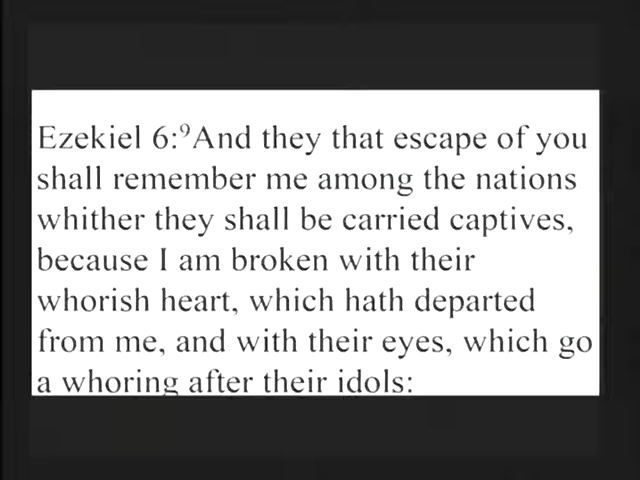 Ezekiel 6:⁹And they that escape of you
shall remember me among the nations
whither they shall be carried captives,
because I am broken with their
whorish heart, which hath departed
from me, and with their eyes, which go
a whoring after their idols: